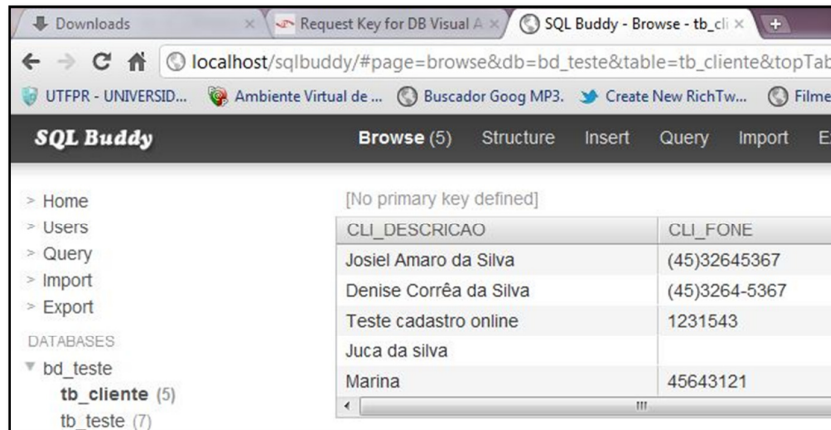 Downloads × Request Key for DB Visual A × SQL Buddy - Browse - tb_cli ×
localhost/sqlbuddy/#page=browse&db=bd_teste&table=tb_cliente&topTab
UTFPR - UNIVERSID... Ambiente Virtual de ... Buscador Goog MP3. Create New RichTw... Filme
SQL Buddy Browse (5) Structure Insert Query Import
[No primary key defined]
> Home
> Users
> Query
> Import
> Export
DATABASES
bd_teste
tb_cliente (5)
tb_teste (7)
CLI_DESCRICAO CLI_FONE
Josiel Amaro da Silva (45)32645367
Denise Corrêa da Silva (45)3264-5367
Teste cadastro online 1231543
Juca da silva
Marina 45643121